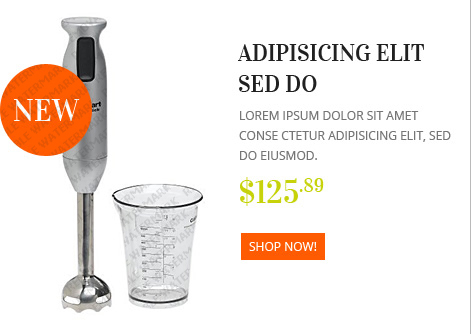 ADIPISICING ELIT
SED DO
NEW
LOREM IPSUM DOLOR SIT AMET
CONSE CTETUR ADIPISICING ELIT, SED
DO EIUSMOD.
$125.89
SHOP NOW!